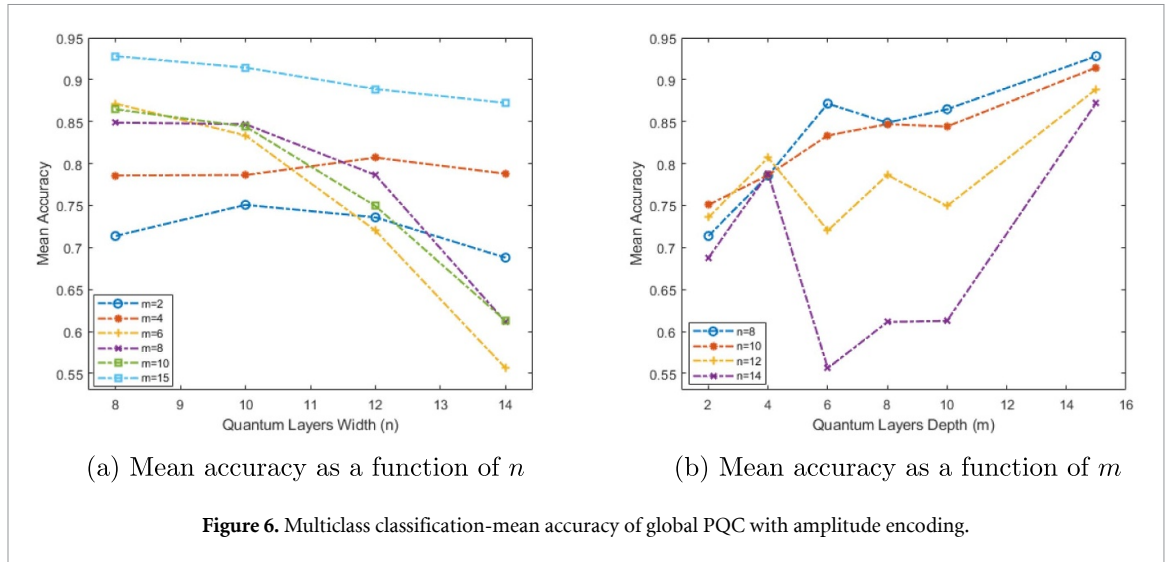 0.95
0.9
0.85
0.8
0.75
0.7
0.65
0.6
0.55
Mean Accuracy
m=2
m=4
m=6
m=8
m=10
m=15
8 9 10 11 12 13 14
Quantum Layers Width (n)
(a) Mean accuracy as a function of n
0.95
0.9
0.85
0.8
0.75
0.7
0.65
0.6
0.55
Mean Accuracy
n=8
n=10
n=12
n=14
2 4 6 8 10 12 14 16
Quantum Layers Depth (m)
(b) Mean accuracy as a function of m
Figure 6. Multiclass classification-mean accuracy of global PQC with amplitude encoding.